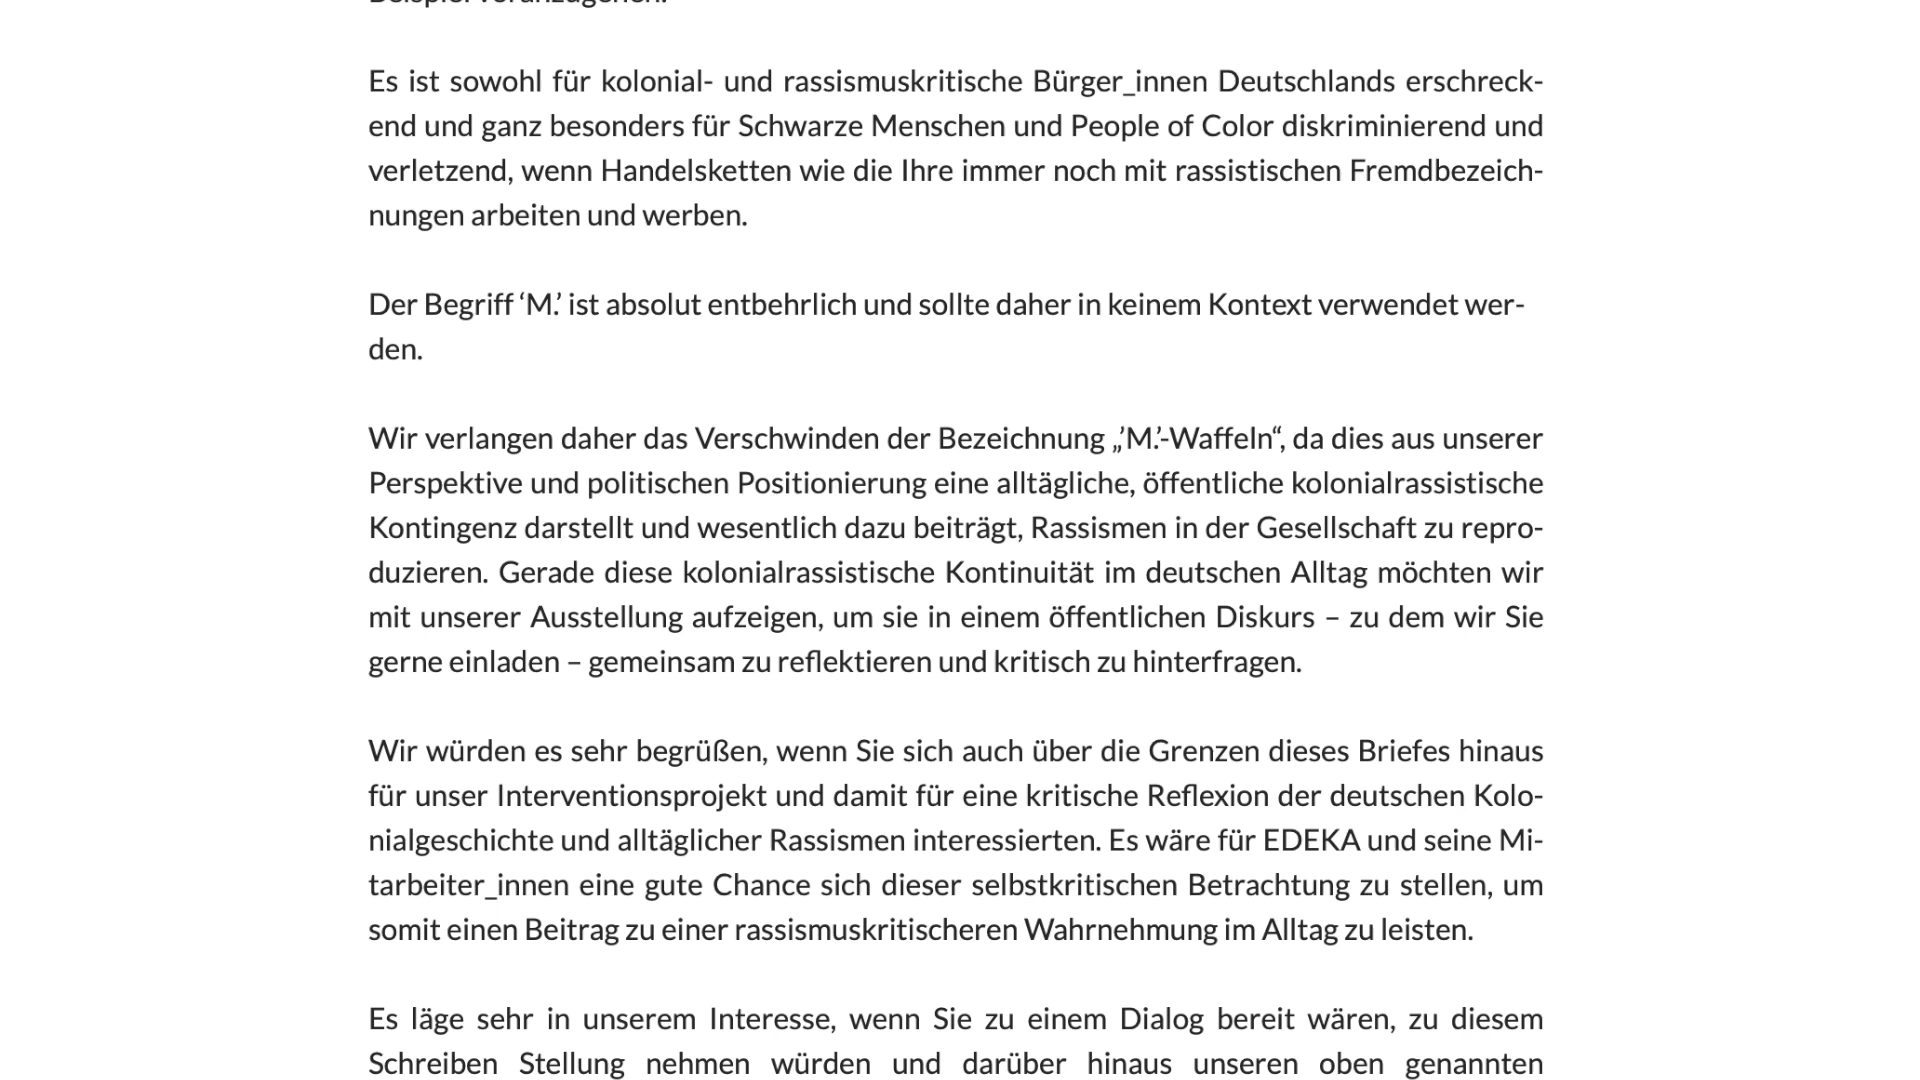 Beispiel voranzugehen.
Es ist sowohl für kolonial- und rassismuskritische Bürger_innen Deutschlands erschreck-
end und ganz besonders für Schwarze Menschen und People of Color diskriminierend und
verletzend, wenn Handelsketten wie die Ihre immer noch mit rassistischen Fremdbezeich-
nungen arbeiten und werben.
Der Begriff ‘M.’ ist absolut entbehrlich und sollte daher in keinem Kontext verwendet wer-
den.
Wir verlangen daher das Verschwinden der Bezeichnung „’M.’-Waffeln“, da dies aus unserer
Perspektive und politischen Positionierung eine alltägliche, öffentliche kolonialrassistische
Kontingenz darstellt und wesentlich dazu beiträgt, Rassismen in der Gesellschaft zu repro-
duzieren. Gerade diese kolonialrassistische Kontinuität im deutschen Alltag möchten wir
mit unserer Ausstellung aufzeigen, um sie in einem öffentlichen Diskurs – zu dem wir Sie
gerne einladen – gemeinsam zu reflektieren und kritisch zu hinterfragen.
Wir würden es sehr begrüßen, wenn Sie sich auch über die Grenzen dieses Briefes hinaus
für unser Interventionsprojekt und damit für eine kritische Reflexion der deutschen Kolo-
nialgeschichte und alltäglicher Rassismen interessierten. Es wäre für EDEKA und seine Mi-
tarbeiter_innen eine gute Chance sich dieser selbstkritischen Betrachtung zu stellen, um
somit einen Beitrag zu einer rassismuskritischeren Wahrnehmung im Alltag zu leisten.
Es läge sehr in unserem Interesse, wenn Sie zu einem Dialog bereit wären, zu diesem
Schreiben Stellung nehmen würden und darüber hinaus unseren oben genannten